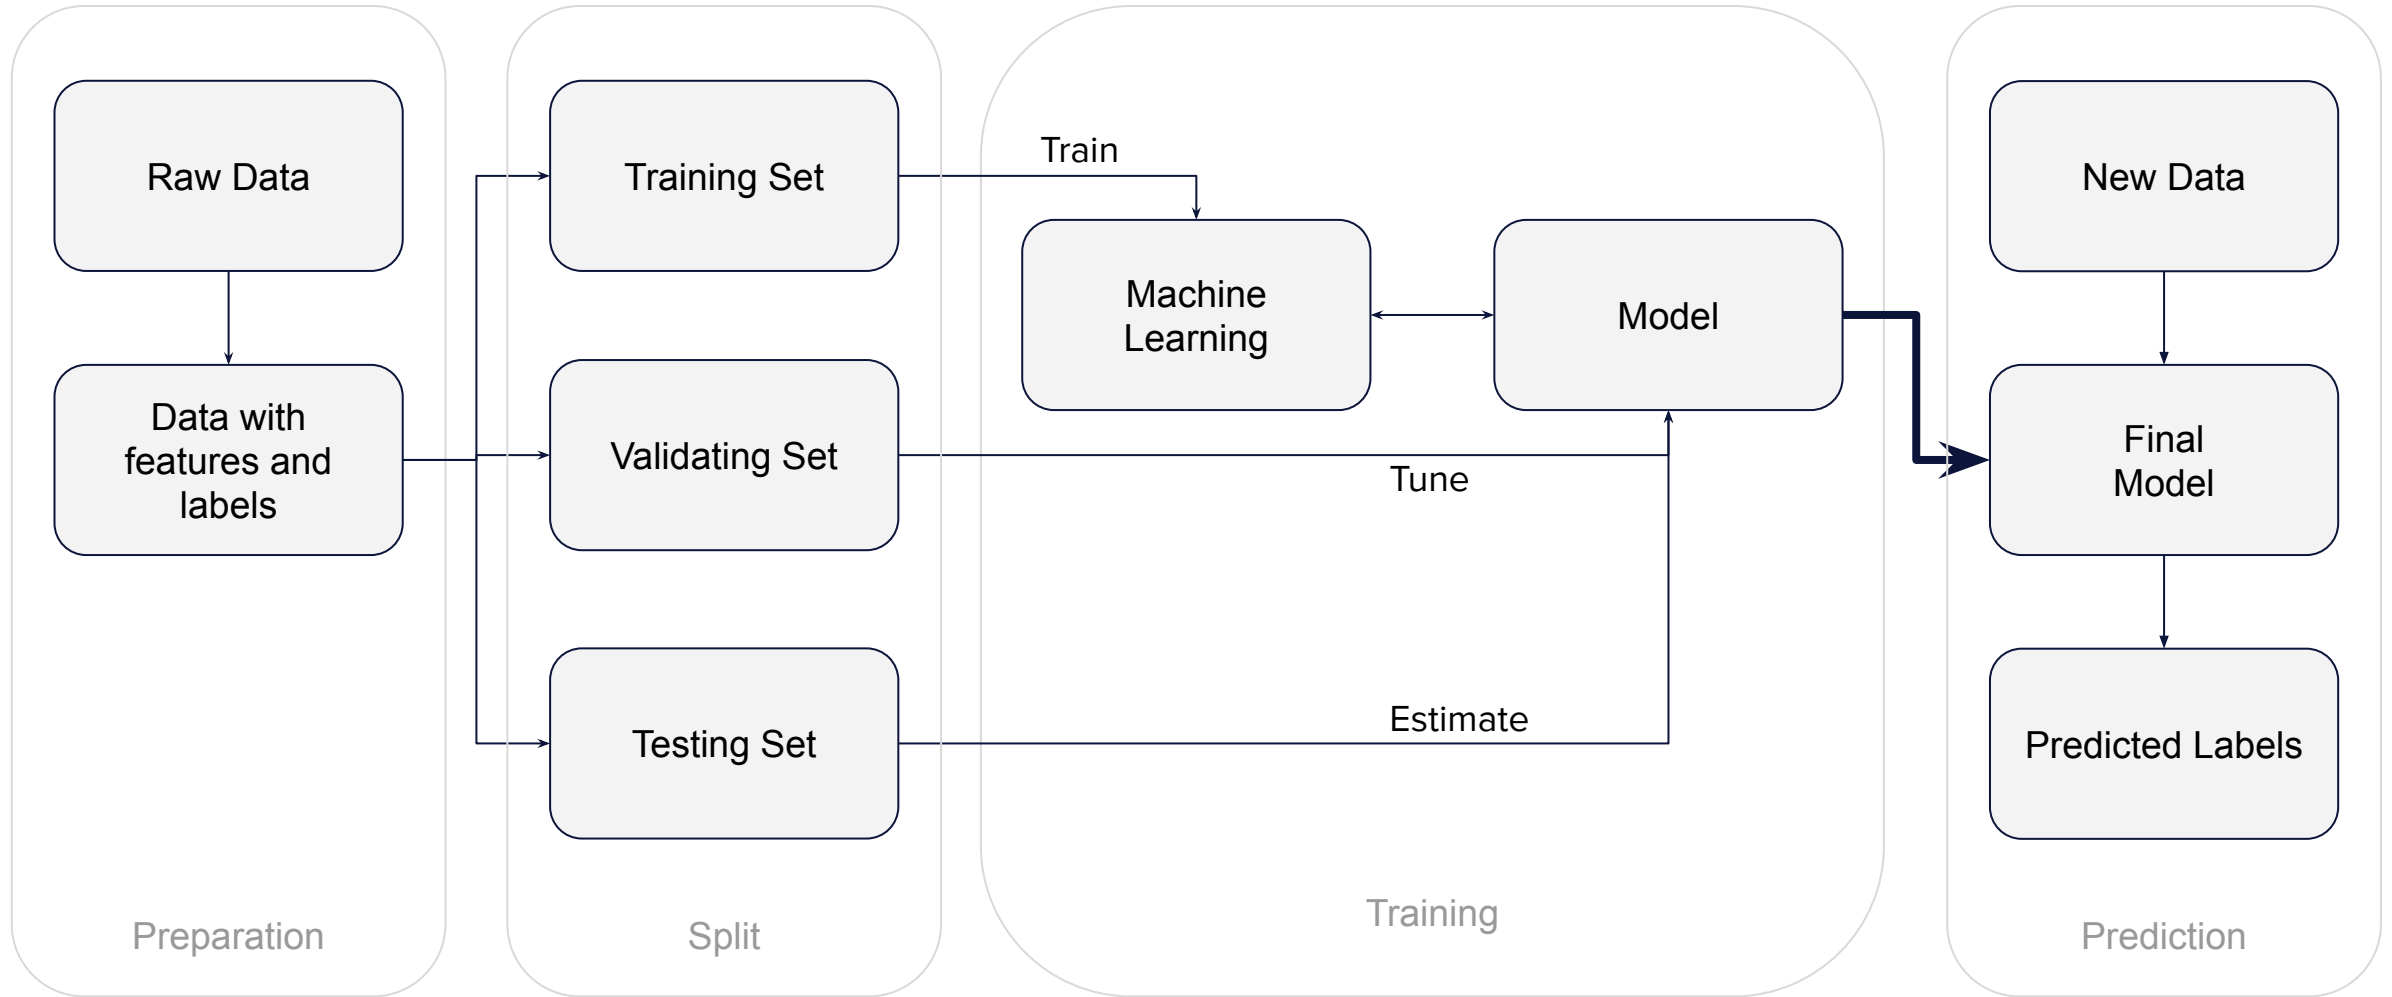 Raw Data
Data with
features and
labels
Preparation
Training Set
Validating Set
Testing Set
Split
Train
Machine
Learning
Model
Tune
Estimate
Training
New Data
Final
Model
Predicted Labels
Prediction